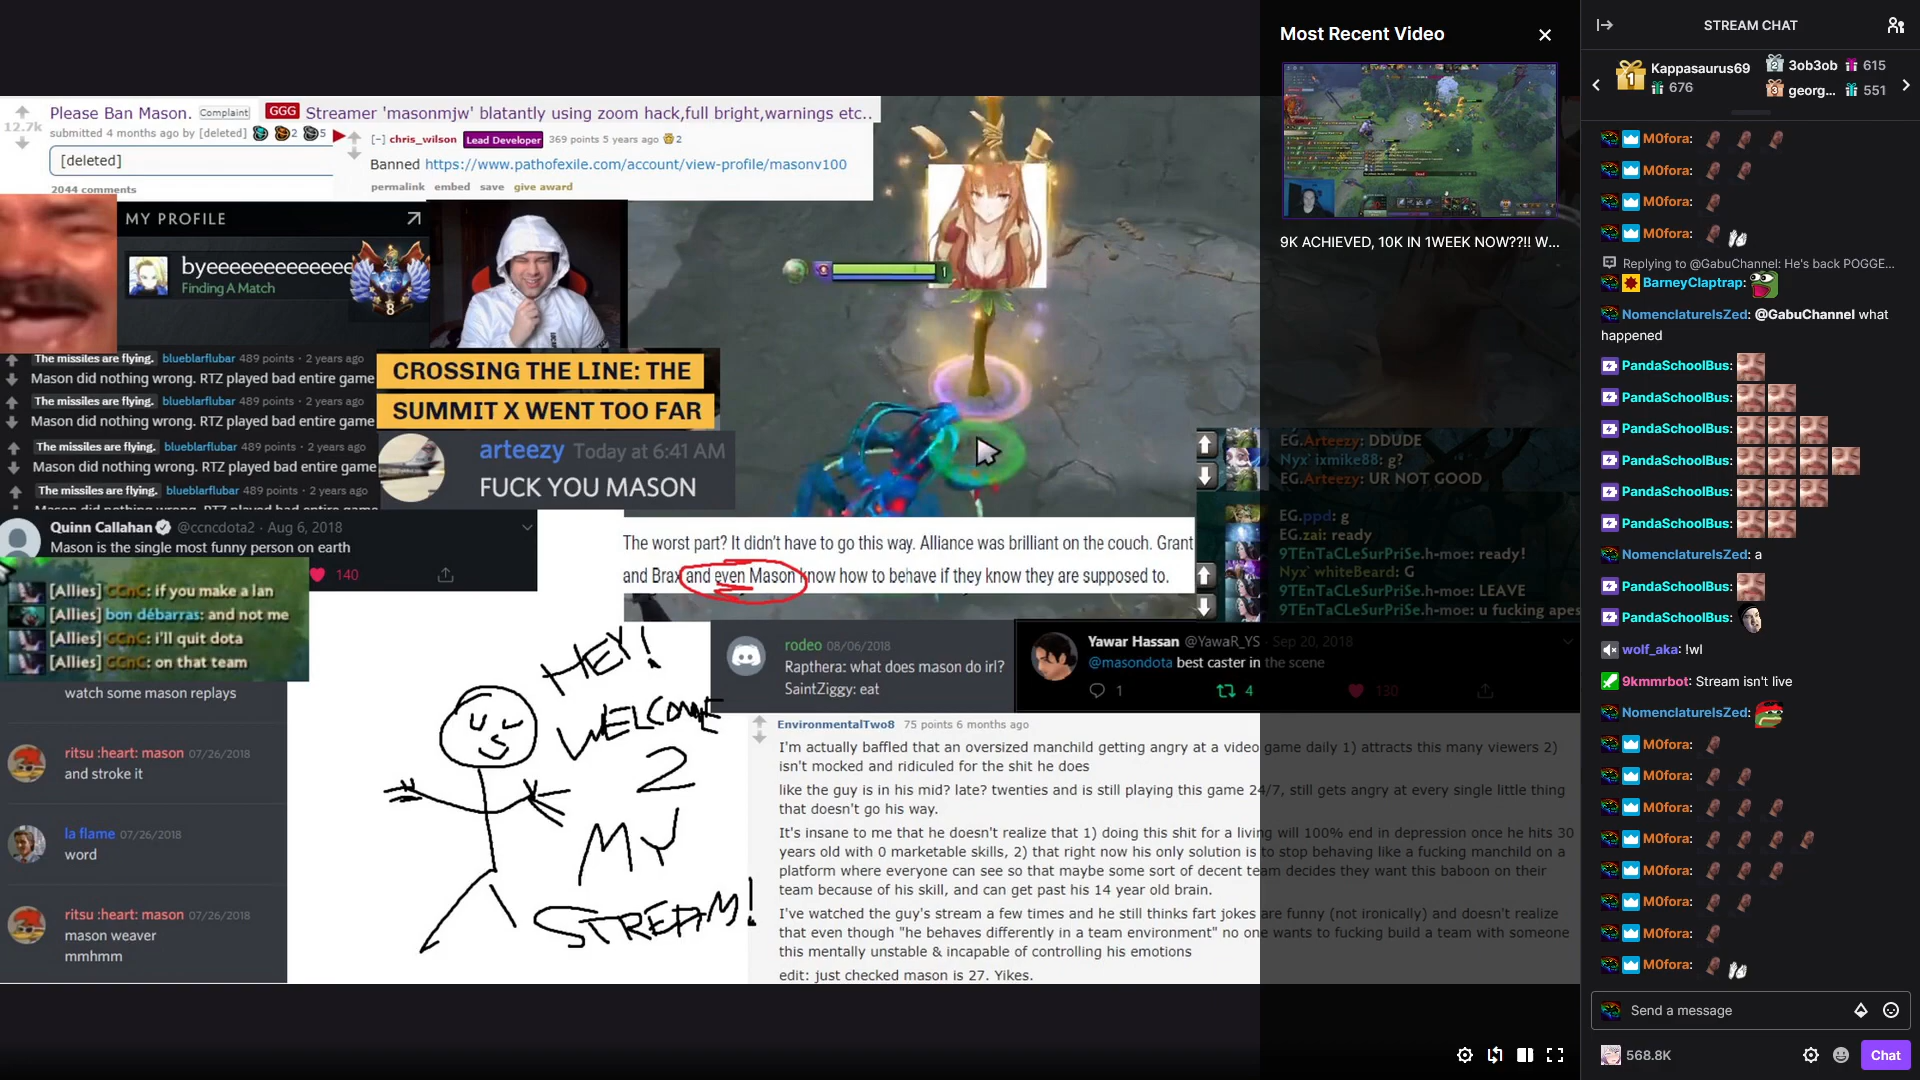 Please Ban Mason. Complaint
submitted 4 months ago by [deleted] 2 5
12.7k
[deleted]
2044 comments
GGG Streamer 'masonmjw' blatantly using zoom hack,full bright,warnings etc..
[-] chris_wilson Lead Developer 369 points 5 years ago 2
Banned https://www.pathofexile.com/account/view-profile/masonv100
permalink embed save give award
MY PROFILE
byeeeeeeeeeeeee
Finding A Match
8
1
The missiles are flying. blueblarflubar 489 points · 2 years ago
Mason did nothing wrong. RTZ played bad entire game
The missiles are flying. blueblarflubar 489 points · 2 years ago
Mason did nothing wrong. RTZ played bad entire game
The missiles are flying. blueblarflubar 489 points · 2 years ago
Mason did nothing wrong. RTZ played bad entire game
The missiles are flying. blueblarflubar 489 points · 2 years ago
Mason did nothing wrong. RTZ played bad entire game
CROSSING THE LINE: THE
SUMMIT X WENT TOO FAR
arteezy Today at 6:41 AM
FUCK YOU MASON
Quinn Callahan @ccncdota2 · Aug 6, 2018
Mason is the single most funny person on earth
140
[Allies] CCnC: if you make a lan
[Allies] bon débarras: and not me
[Allies] CCnC: i'll quit dota
[Allies] CCnC: on that team
The worst part? It didn't have to go this way. Alliance was brilliant on the couch. Grant
and Brax and even Mason know how to behave if they know they are supposed to.
EG.Arteezy: DDUDE
Nyx`ixmike88: g?
EG.Arteezy: UR NOT GOOD
EG.ppd: g
EG.zai: ready
9TEnTaCLeSurPriSe.h-moe: ready!
Nyx`whiteBeard: G
9TEnTaCLeSurPriSe.h-moe: LEAVE
9TEnTaCLeSurPriSe.h-moe: u fucking apes
watch some mason replays
ritsu :heart: mason 07/26/2018
and stroke it
la flame 07/26/2018
word
ritsu :heart: mason 07/26/2018
mason weaver
mmhmm
HEY!
WELCOME
2
MY
STREAM!
rodeo 08/06/2018
Rapthera: what does mason do irl?
SaintZiggy: eat
Yawar Hassan @YawaR_YS · Sep 20, 2018
@masondota best caster in the scene
1 4 130
EnvironmentalTwo8 75 points 6 months ago
I'm actually baffled that an oversized manchild getting angry at a video game daily 1) attracts this many viewers 2)
isn't mocked and ridiculed for the shit he does
like the guy is in his mid? late? twenties and is still playing this game 24/7, still gets angry at every single little thing
that doesn't go his way.
It's insane to me that he doesn't realize that 1) doing this shit for a living will 100% end in depression once he hits 30
years old with 0 marketable skills, 2) that right now his only solution is to stop behaving like a fucking manchild on a
platform where everyone can see so that maybe some sort of decent team decides they want this baboon on their
team because of his skill, and can get past his 14 year old brain.
I've watched the guy's stream a few times and he still thinks fart jokes are funny (not ironically) and doesn't realize
that even though "he behaves differently in a team environment" no one wants to fucking build a team with someone
this mentally unstable & incapable of controlling his emotions
edit: just checked mason is 27. Yikes.
Most Recent Video
9K ACHIEVED, 10K IN 1WEEK NOW??!! W...
STREAM CHAT
1 Kappasaurus69
676
2 3ob3ob 615
3 georg... 551
M0fora:
M0fora:
M0fora:
M0fora:
Replying to @GabuChannel: He's back POGGE...
BarneyClaptrap:
NomenclatureIsZed: @GabuChannel what
happened
PandaSchoolBus:
PandaSchoolBus:
PandaSchoolBus:
PandaSchoolBus:
PandaSchoolBus:
PandaSchoolBus:
NomenclatureIsZed: a
PandaSchoolBus:
PandaSchoolBus:
wolf_aka: !wl
9kmmrbot: Stream isn't live
NomenclatureIsZed:
M0fora:
M0fora:
M0fora:
M0fora:
M0fora:
M0fora:
M0fora:
M0fora:
Send a message
568.8K
Chat